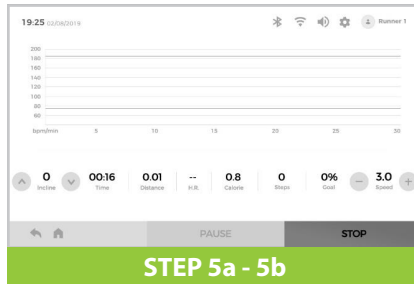 19:25 02/08/2019 Runner 1
200
180
160
140
120
100
80
60
bpm/min 5 10 15 20 25 30
0 00:16 0.01 -- 0.8 0 0% 3.0
Incline Time Distance H.R. Calorie Steps Goal Speed
PAUSE STOP
STEP 5a - 5b